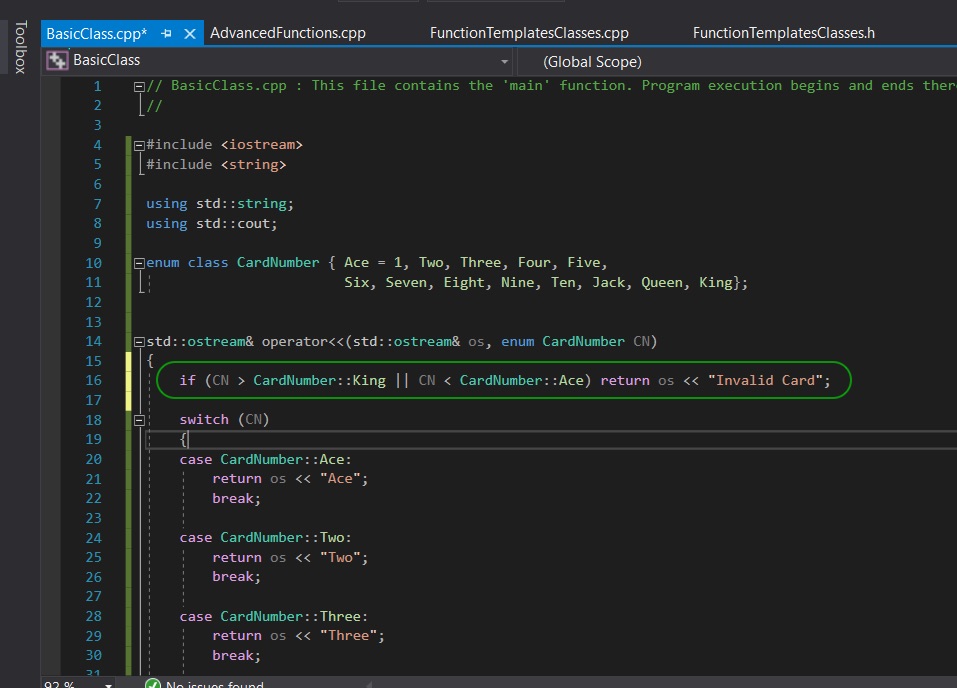 Toolbox
BasicClass.cpp* AdvancedFunctions.cpp FunctionTemplatesClasses.cpp FunctionTemplatesClasses.h
BasicClass (Global Scope)
1 // BasicClass.cpp : This file contains the 'main' function. Program execution begins and ends ther
2 //
3
4 #include <iostream>
5 #include <string>
6
7 using std::string;
8 using std::cout;
9
10 enum class CardNumber { Ace = 1, Two, Three, Four, Five,
11 Six, Seven, Eight, Nine, Ten, Jack, Queen, King};
12
13
14 std::ostream& operator<<(std::ostream& os, enum CardNumber CN)
15 {
16 if (CN > CardNumber::King || CN < CardNumber::Ace) return os << "Invalid Card";
17
18 switch (CN)
19 {
20 case CardNumber::Ace:
21 return os << "Ace";
22 break;
23
24 case CardNumber::Two:
25 return os << "Two";
26 break;
27
28 case CardNumber::Three:
29 return os << "Three";
30 break;
31
92 % No issues found